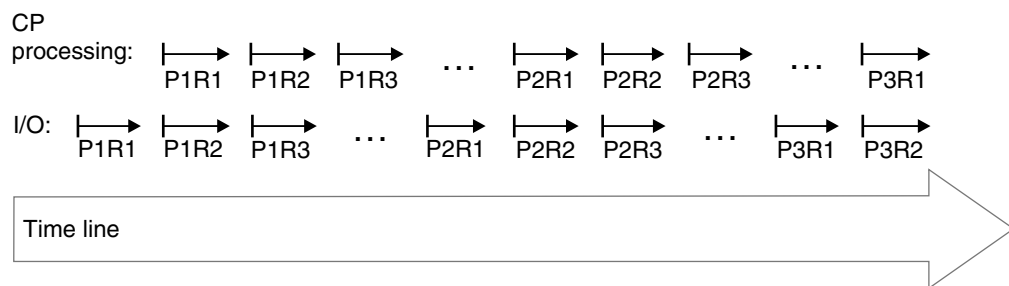 CP
processing:
P1R1 P1R2 P1R3 ... P2R1 P2R2 P2R3 ... P3R1
I/O:
P1R1 P1R2 P1R3 ... P2R1 P2R2 P2R3 ... P3R1 P3R2
Time line